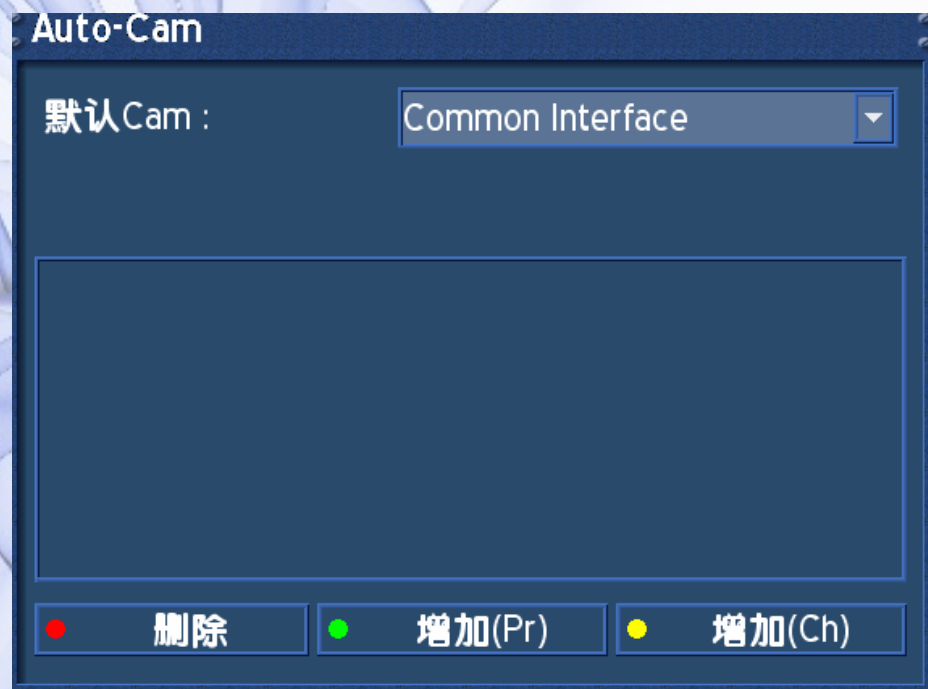 Auto-Cam
默认Cam :
Common Interface
删除
增加(Pr)
增加(Ch)